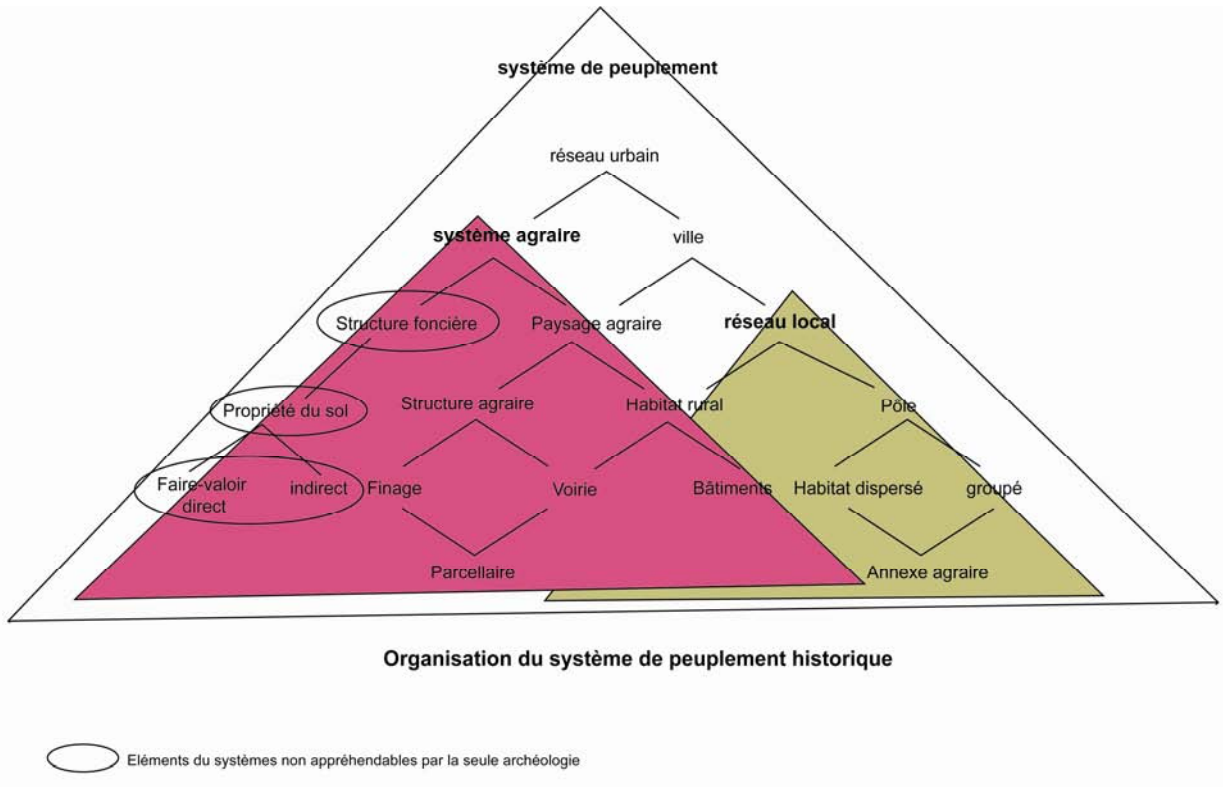 système de peuplement
réseau urbain
système agraire
ville
Structure foncière
Paysage agraire
réseau local
Propriété du sol
Structure agraire
Habitat rural
Pôle
Faire-valoir
direct
indirect
Finage
Voirie
Bâtiments
Habitat dispersé
groupé
Parcellaire
Annexe agraire
Organisation du système de peuplement historique
Eléments du systèmes non appréhendables par la seule archéologie